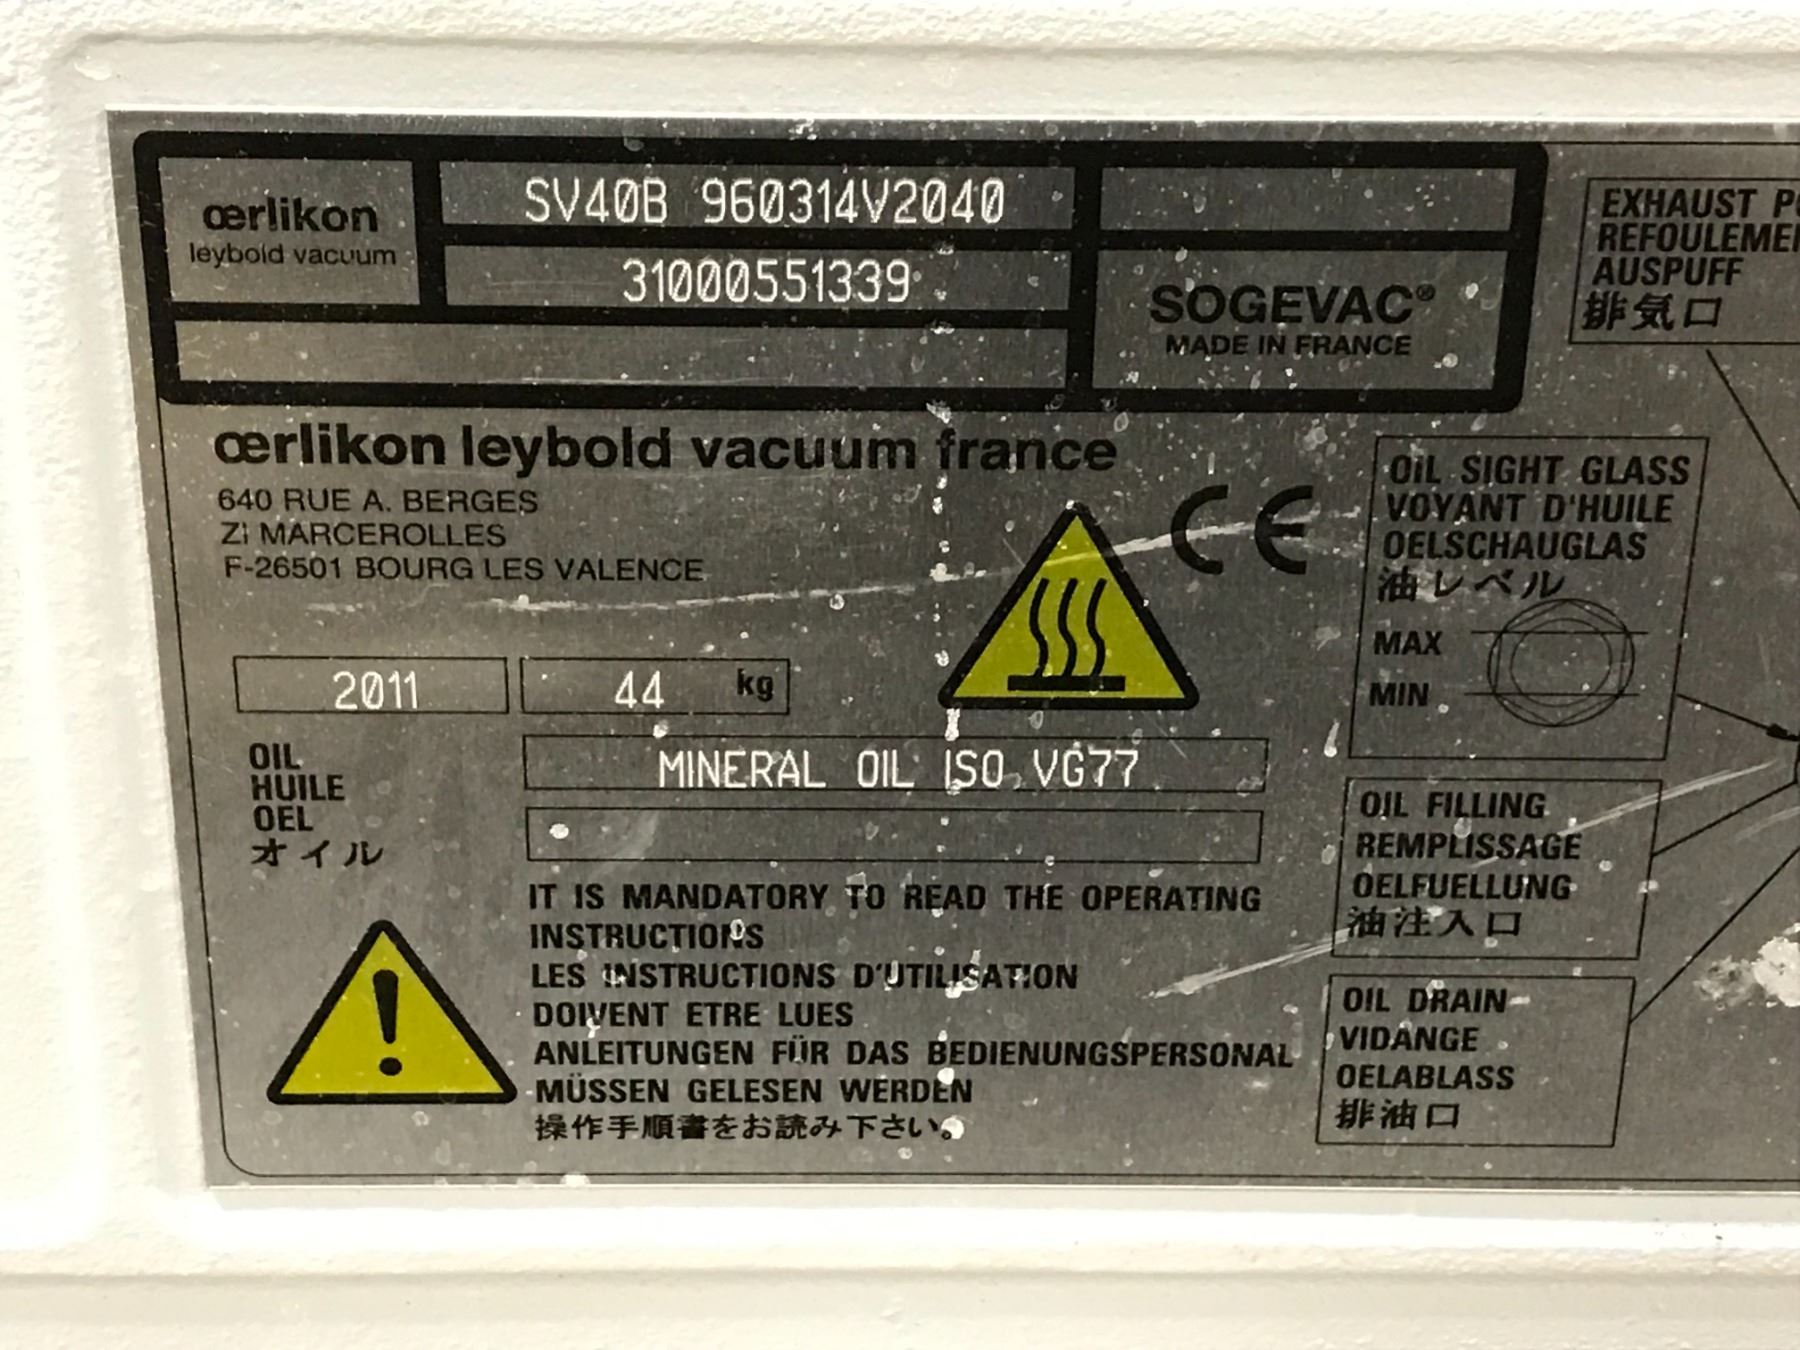 œrlikon
leybold vacuum
SV40B 960314V2040
31000551339
SOGEVAC®
MADE IN FRANCE
œrlikon leybold vacuum france
640 RUE A. BERGES
ZI MARCEROLLES
F-26501 BOURG LES VALENCE
CE
2011
44 kg
OIL
HUILE
OEL
オイル
MINERAL OIL ISO VG77
IT IS MANDATORY TO READ THE OPERATING
INSTRUCTIONS
LES INSTRUCTIONS D'UTILISATION
DOIVENT ETRE LUES
ANLEITUNGEN FÜR DAS BEDIENUNGSPERSONAL
MÜSSEN GELESEN WERDEN
操作手順書をお読み下さい。
EXHAUST
AUSPUFF
排気口
OIL SIGHT GLASS
VOYANT D'HUILE
OELSCHAUGLAS
油レベル
MAX
MIN
OIL FILLING
REMPLISSAGE
OELFUELLUNG
油注入口
OIL DRAIN
VIDANGE
OELABLASS
排油口